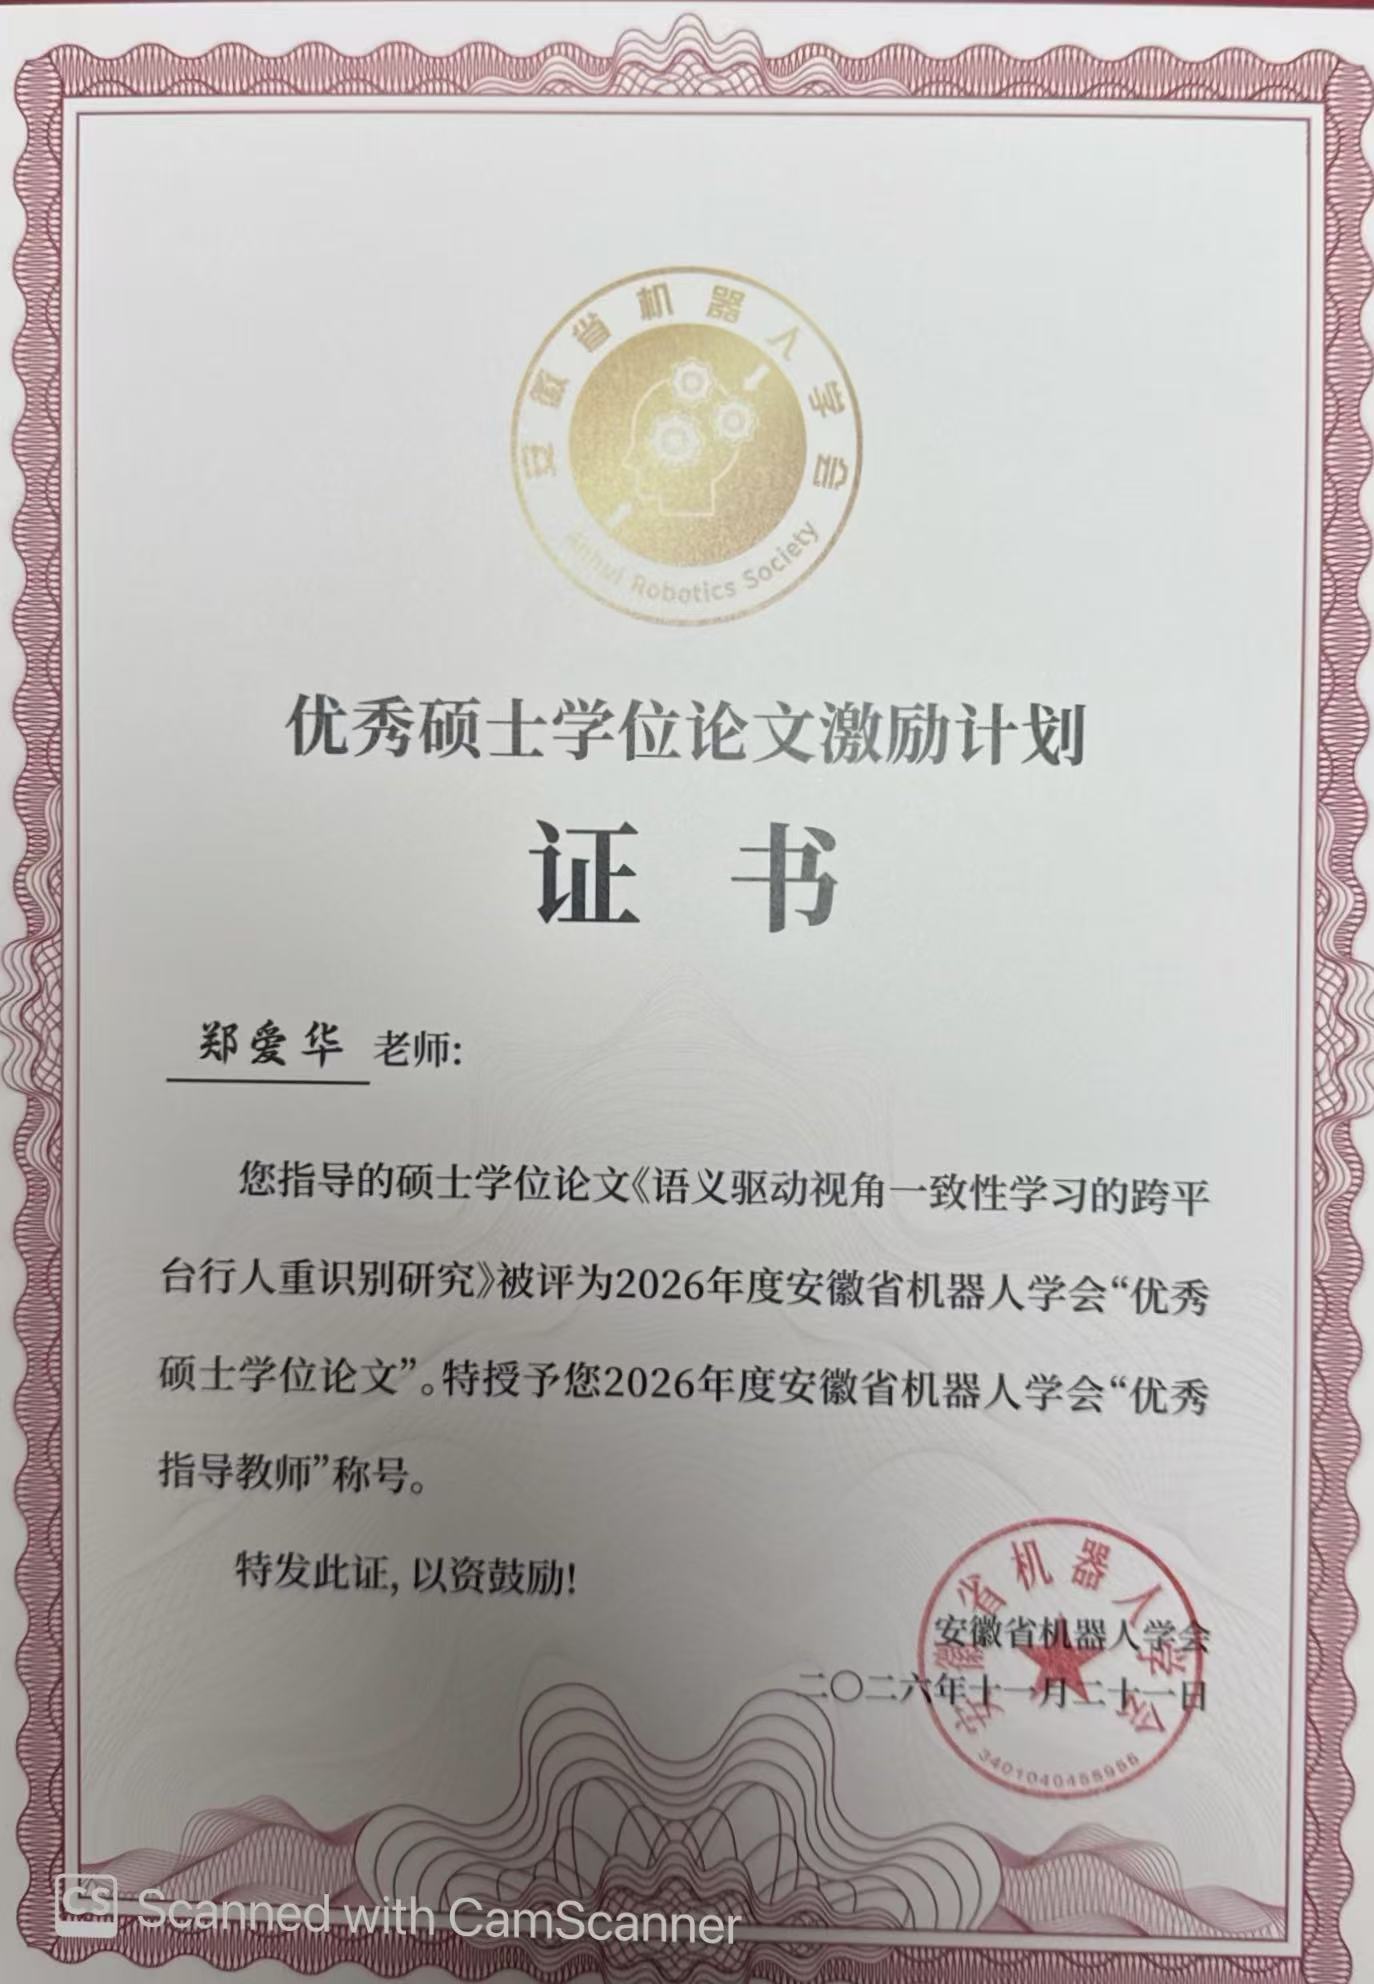 安徽省机器人学会
Anhui Robotics Society
优秀硕士学位论文激励计划
证 书
郑爱华 老师:
您指导的硕士学位论文《语义驱动视角一致性学习的跨平
台行人重识别研究》被评为2026年度安徽省机器人学会“优秀
硕士学位论文”。特授予您2026年度安徽省机器人学会“优秀
指导教师”称号。
特发此证, 以资鼓励!
安徽省机器人学会
二〇二六年十一月二十一日
安徽省机器人学会
CS Scanned with CamScanner